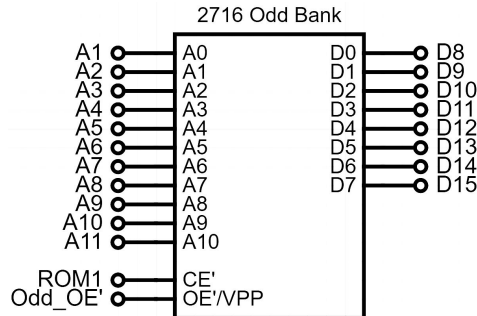 2716 Odd Bank
A1 A0 D0 D8
A2 A1 D1 D9
A3 A2 D2 D10
A4 A3 D3 D11
A5 A4 D4 D12
A6 A5 D5 D13
A7 A6 D6 D14
A8 A7 D7 D15
A9 A8
A10 A9
A11 A10
ROM1 CE'
Odd_OE' OE'/VPP